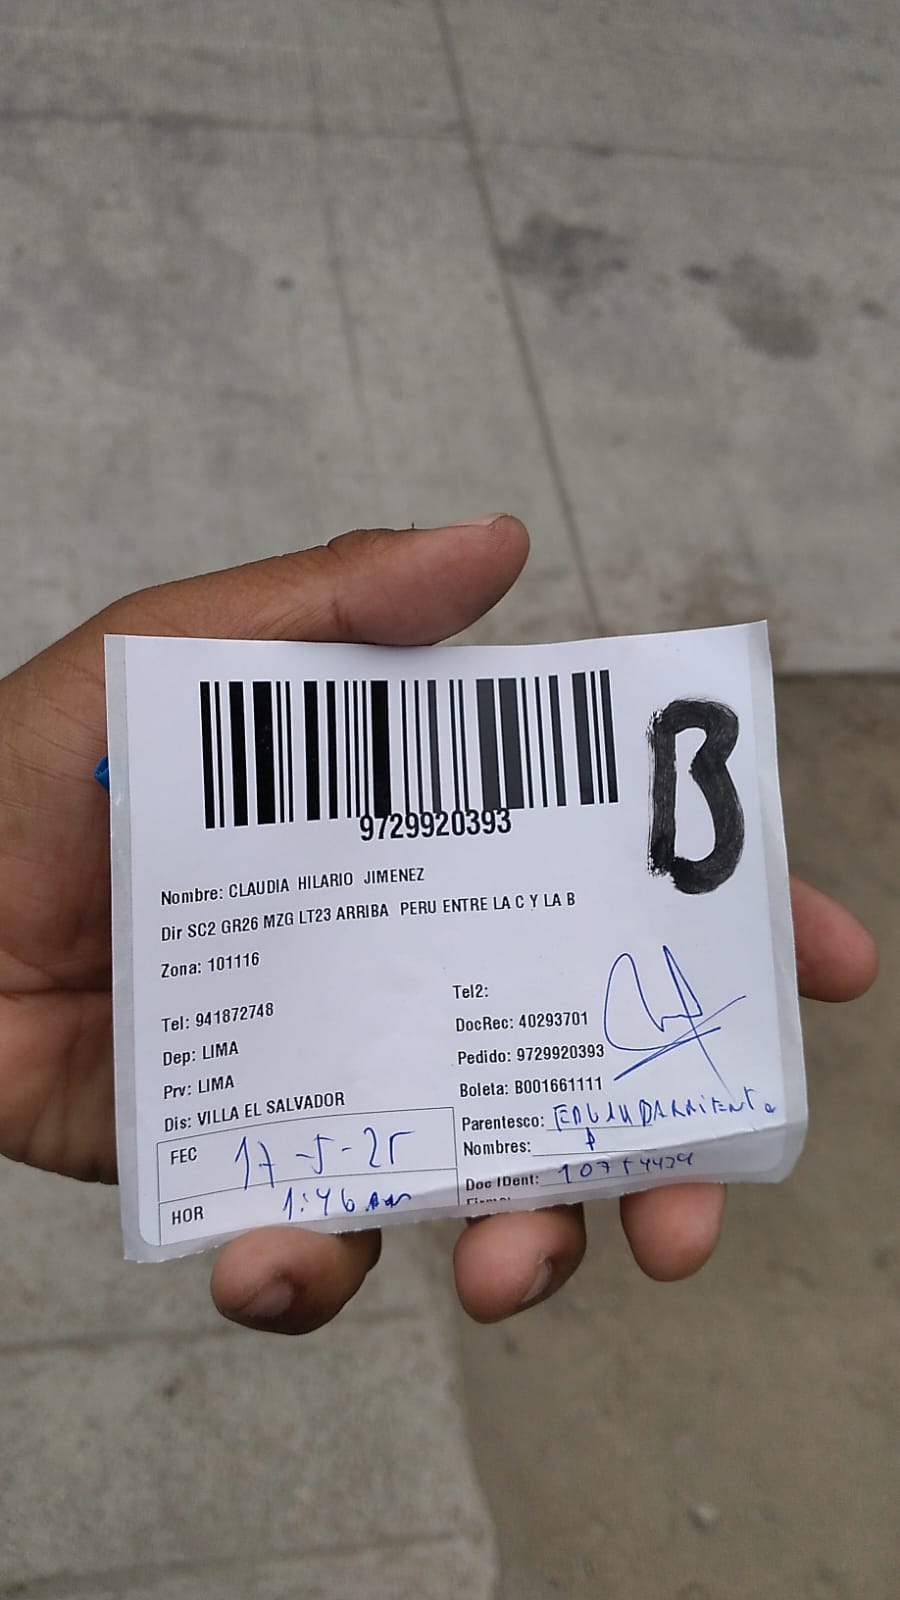 9729920393
B
Nombre: CLAUDIA HILARIO JIMENEZ
Dir SC2 GR26 MZG LT23 ARRIBA PERU ENTRE LA C Y LA B
Zona: 101116
Tel: 941872748
Dep: LIMA
Prv: LIMA
Dis: VILLA EL SALVADOR
FEC 17-5-25
HOR 1:46
Tel2:
DocRec: 40293701
Pedido: 9729920393
Boleta: B001661111
Parentesco:
Nombres:
Doc IDent: